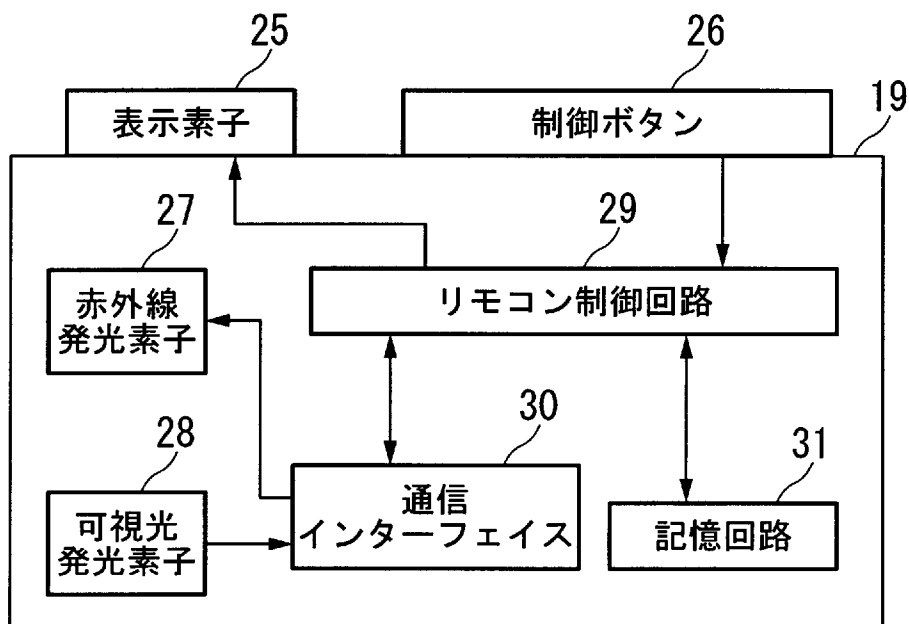 25
26
19
表示素子
制御ボタン
27
29
赤外線
発光素子
リモコン制御回路
28
30
31
可視光
発光素子
通信
インターフェイス
記憶回路